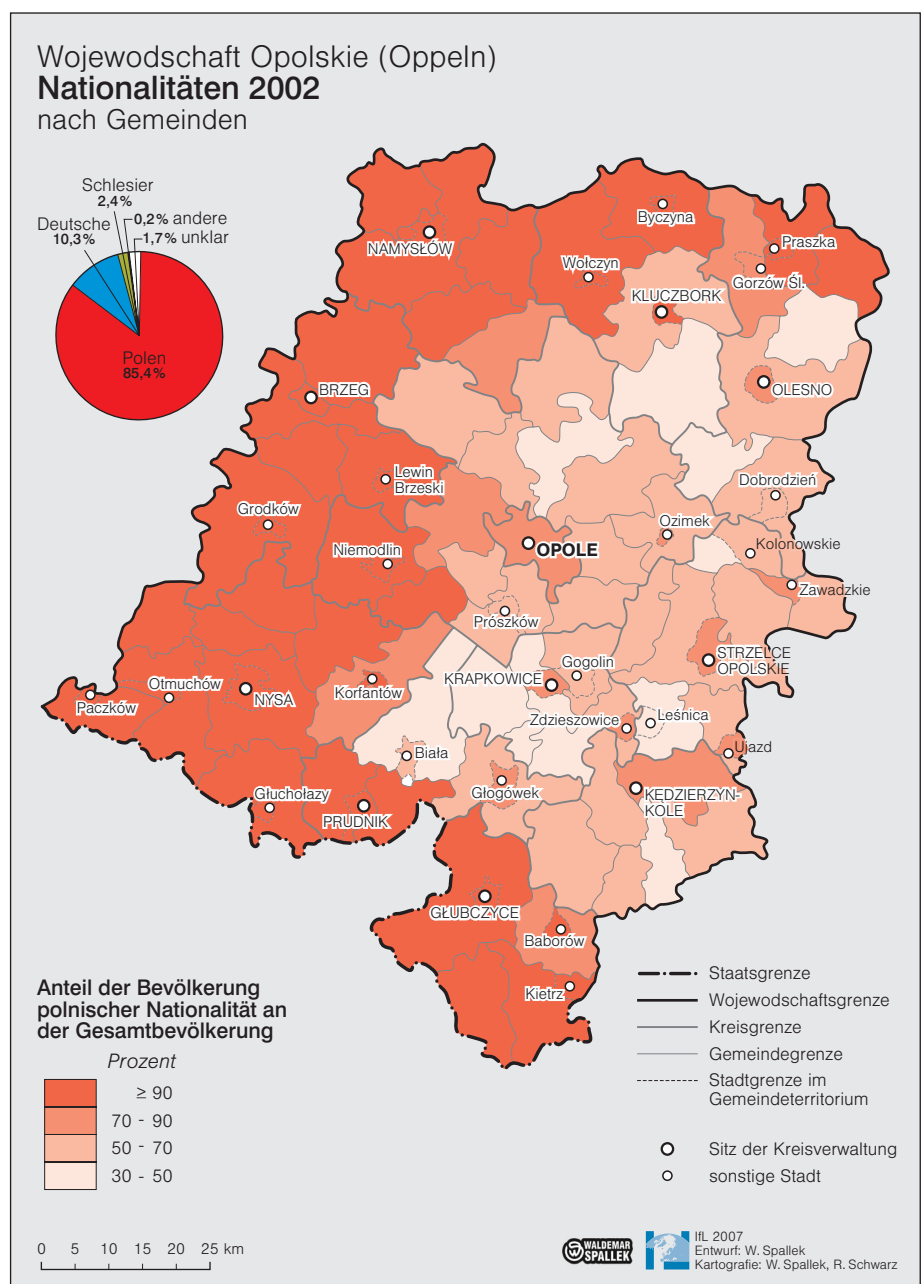 Wojewodschaft Opolskie (Oppeln)
Nationalitäten 2002
nach Gemeinden
Schlesier
2,4%
Deutsche
10,3%
0,2% andere
1,7% unklar
Polen
85,4%
NAMYSŁÓW
Byczyna
Wołczyn
Praszka
Gorzów Śl.
KLUCZBORK
BRZEG
OLESNO
Lewin
Brzeski
Dobrodzień
Grodków
Niemodlin
OPOLE
Ozimek
Kolonowskie
Zawadzkie
Prószków
STRZELCE
OPOLSKIE
Gogolin
KRAPKOWICE
Korfantów
Otmuchów
NYSA
Paczków
Zdzieszowice
Leśnica
Biała
Ujazd
Głogówek
KĘDZIERZYN-
KOLE
Głuchołazy
PRUDNIK
GŁUBCZYCE
Baborów
Kietrz
Anteil der Bevölkerung
polnischer Nationalität an
der Gesamtbevölkerung
Prozent
≥ 90
70 - 90
50 - 70
30 - 50
Staatsgrenze
Wojewodschaftsgrenze
Kreisgrenze
Gemeindegrenze
Stadtgrenze im
Gemeindeterritorium
Sitz der Kreisverwaltung
sonstige Stadt
0 5 10 15 20 25 km
WALDEMAR
SPALLEK
IfL 2007
Entwurf: W. Spallek
Kartografie: W. Spallek, R. Schwarz